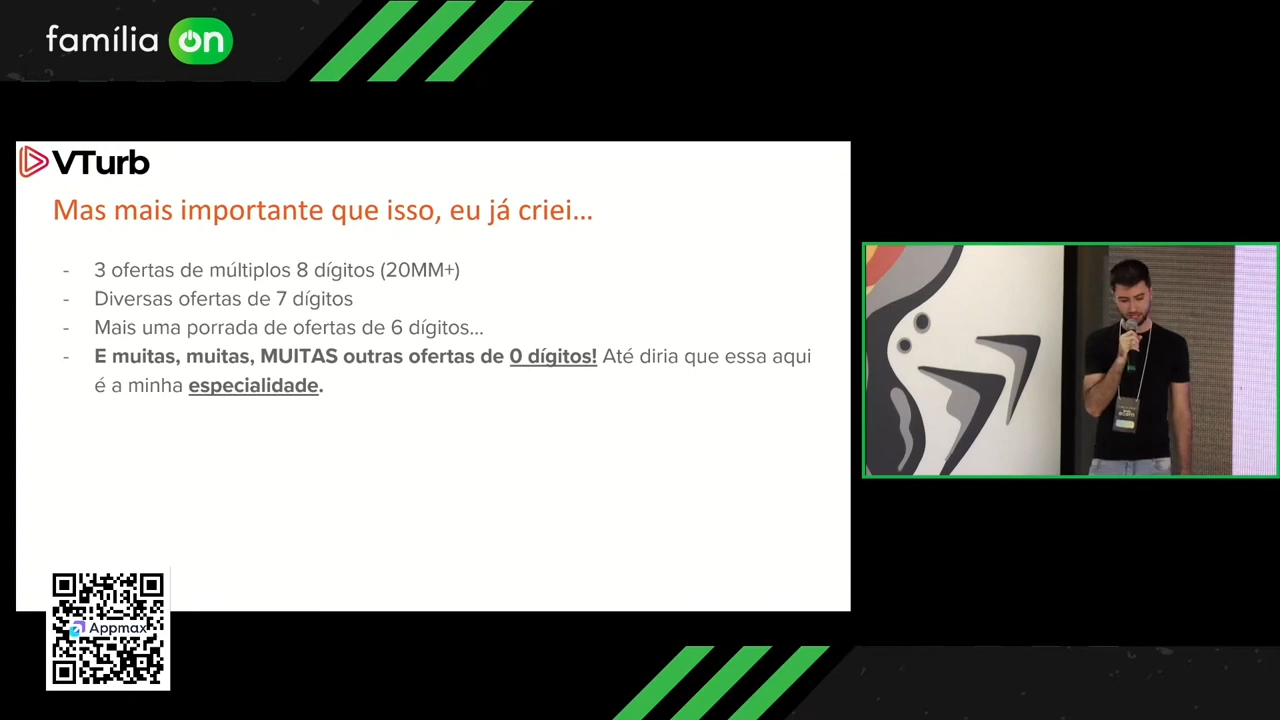 família on
VTurb
Mas mais importante que isso, eu já criei...
- 3 ofertas de múltiplos 8 dígitos (20MM+)
- Diversas ofertas de 7 dígitos
- Mais uma porrada de ofertas de 6 dígitos...
- E muitas, muitas, MUITAS outras ofertas de 0 dígitos! Até diria que essa aqui
é a minha especialidade.
Appmax